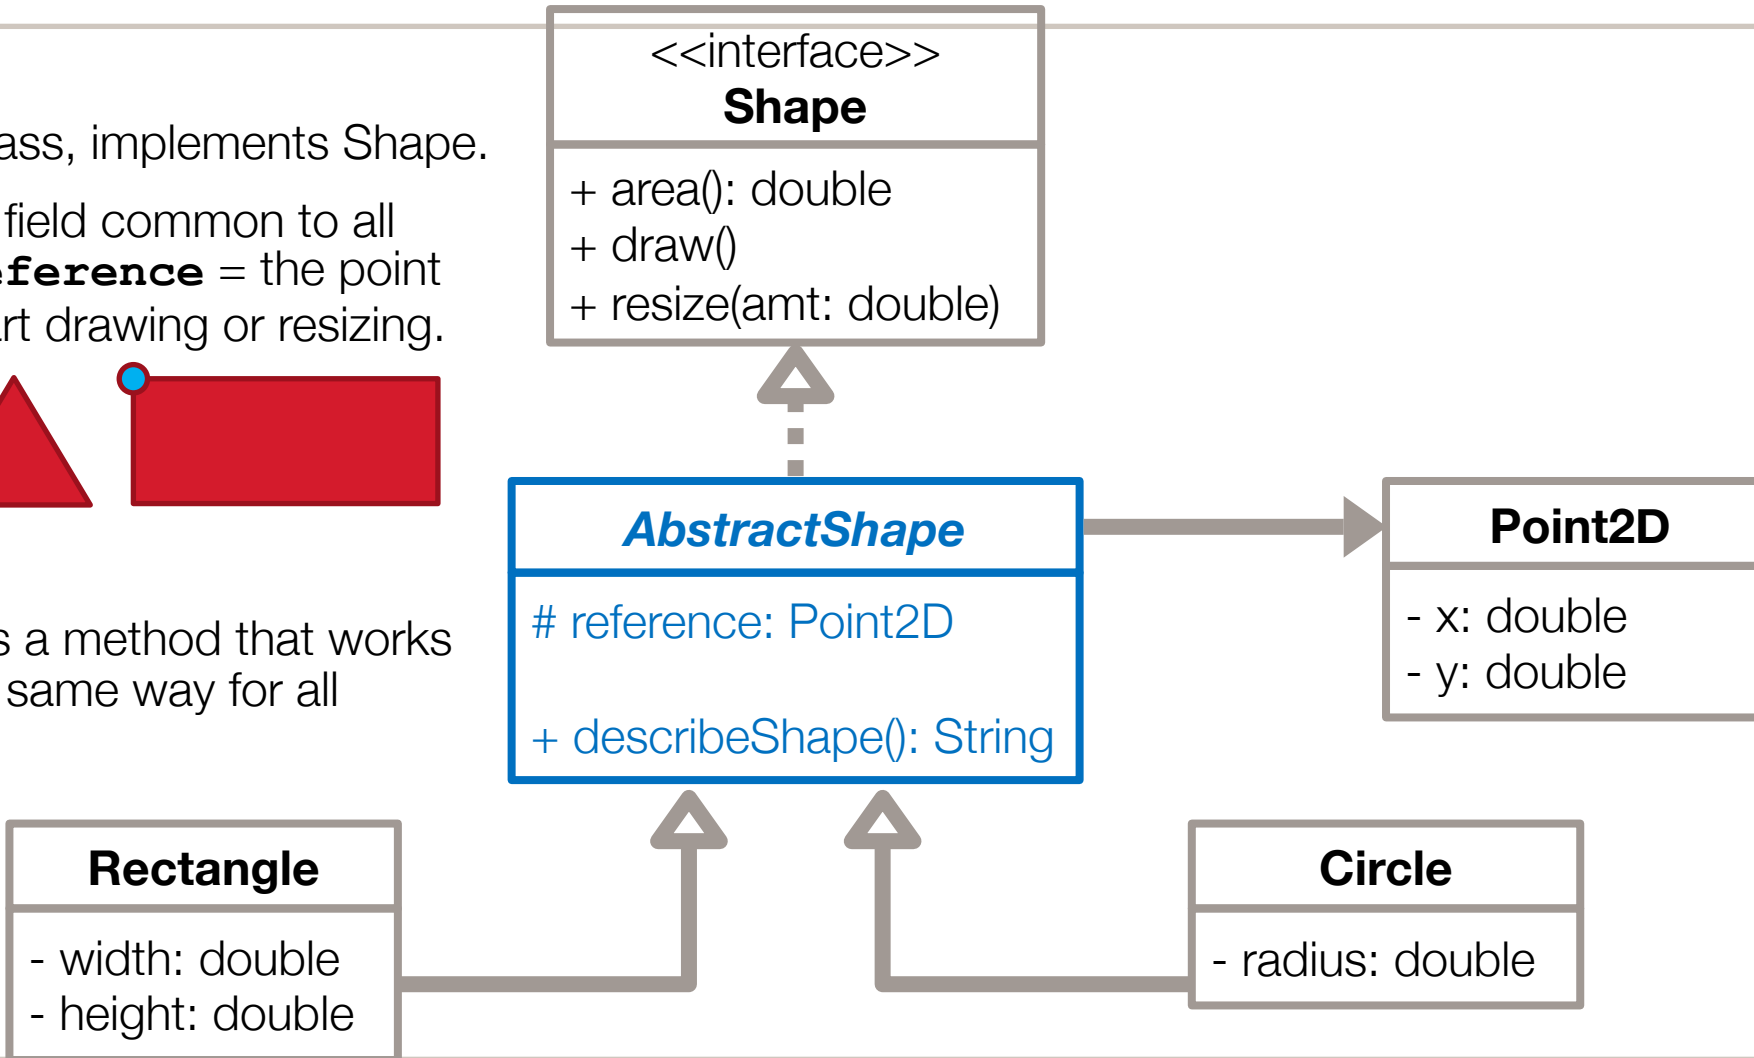 ass, implements Shape.
field common to all
eference = the point
art drawing or resizing.
s a method that works
same way for all
<<interface>>
Shape
+ area(): double
+ draw()
+ resize(amt: double)
AbstractShape
# reference: Point2D
+ describeShape(): String
Point2D
- x: double
- y: double
Rectangle
- width: double
- height: double
Circle
- radius: double